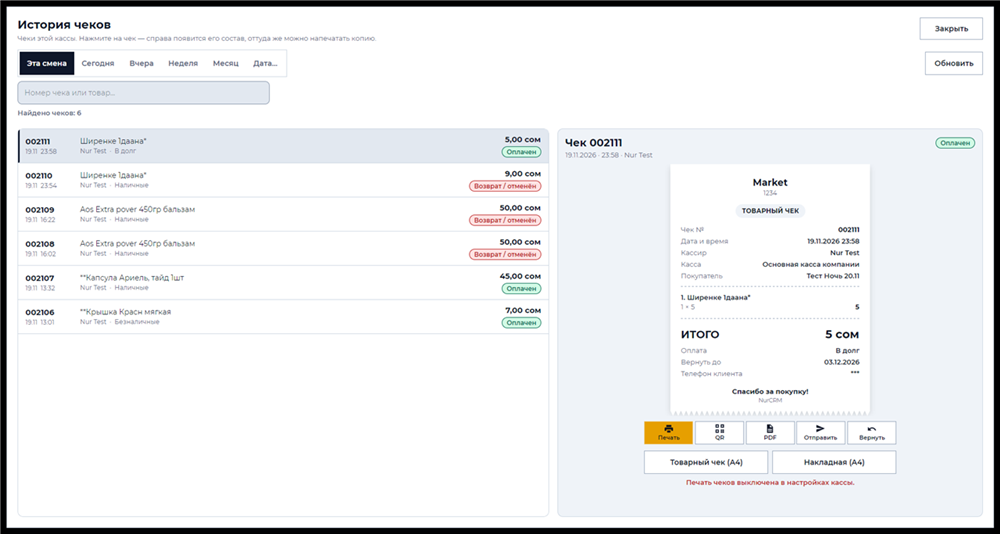 История чеков
Чеки этой кассы. Нажмите на чек — справа появится его состав, оттуда же можно напечатать копию.
Закрыть
Эта смена Сегодня Вчера Неделя Месяц Дата...
Обновить
Номер чека или товар...
Найдено чеков: 6
002111 Ширенке 1даана* 5,00 сом
19.11 23:58 Nur Test · В долг Оплачен
002110 Ширенке 1даана* 9,00 сом
19.11 23:54 Nur Test · Наличные Возврат / отменён
002109 Aos Extra pover 450гр бальзам 50,00 сом
19.11 16:22 Nur Test · Наличные Возврат / отменён
002108 Aos Extra pover 450гр бальзам 50,00 сом
19.11 16:02 Nur Test · Наличные Возврат / отменён
002107 **Капсула Ариель, тайд 1шт 45,00 сом
19.11 13:32 Nur Test · Наличные Оплачен
002106 **Крышка Красн мягкая 7,00 сом
19.11 13:01 Nur Test · Безналичные Оплачен
Чек 002111 Оплачен
19.11.2026 · 23:58 · Nur Test
Market
1234
ТОВАРНЫЙ ЧЕК
Чек № 002111
Дата и время 19.11.2026 23:58
Кассир Nur Test
Касса Основная касса компании
Покупатель Тест Ночь 20.11
1. Ширенке 1даана*
1 × 5 5
ИТОГО 5 сом
Оплата В долг
Вернуть до 03.12.2026
Телефон клиента ***
Спасибо за покупку!
NurCRM
Печать QR PDF Отправить Вернуть
Товарный чек (A4) Накладная (A4)
Печать чеков выключена в настройках кассы.